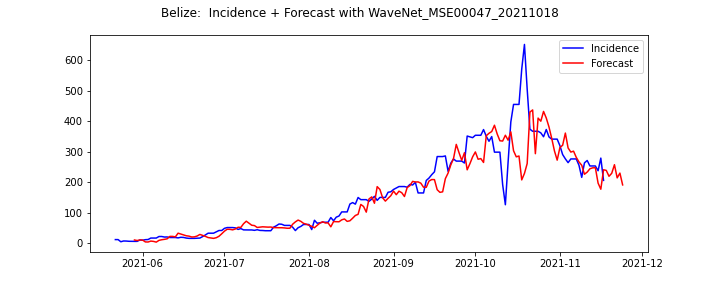 Belize:  Incidence + Forecast with WaveNet_MSE00047_20211018
Incidence
Forecast
600
500
400
300
200
100
0
2021-06 2021-07 2021-08 2021-09 2021-10 2021-11 2021-12